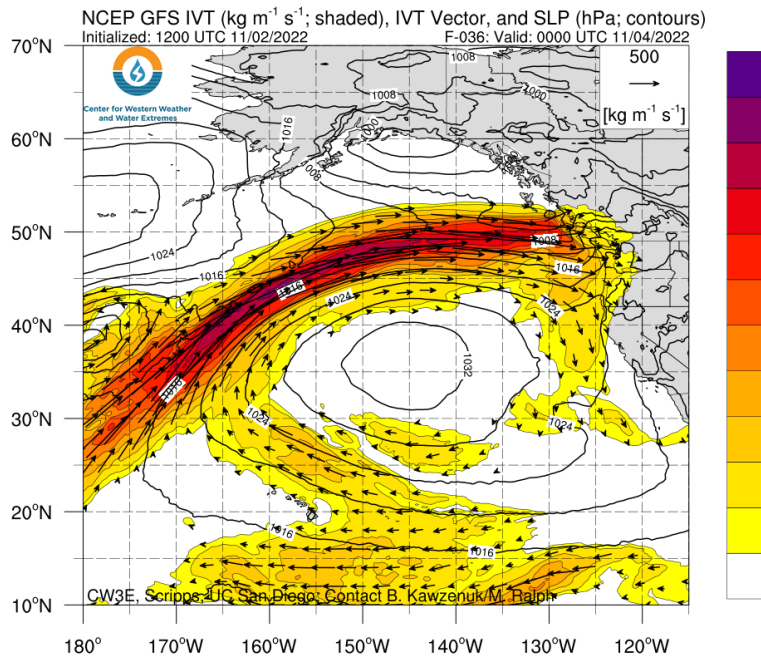 NCEP GFS IVT (kg m⁻¹ s⁻¹; shaded), IVT Vector, and SLP (hPa; contours)
Initialized: 1200 UTC 11/02/2022 F-036: Valid: 0000 UTC 11/04/2022
70°N
500
[kg m⁻¹ s⁻¹]
Center for Western Weather
and Water Extremes
1008
1008
1000
1016
1000
60°N
1008
1024
50°N
1008
1016
1016
1016
1024
1024
40°N
1032
1016
30°N
1024
1024
20°N
1016
1016
CW3E, Scripps, UC San Diego; Contact B. Kawzenuk/M. Ralph
10°N
180° 170°W 160°W 150°W 140°W 130°W 120°W